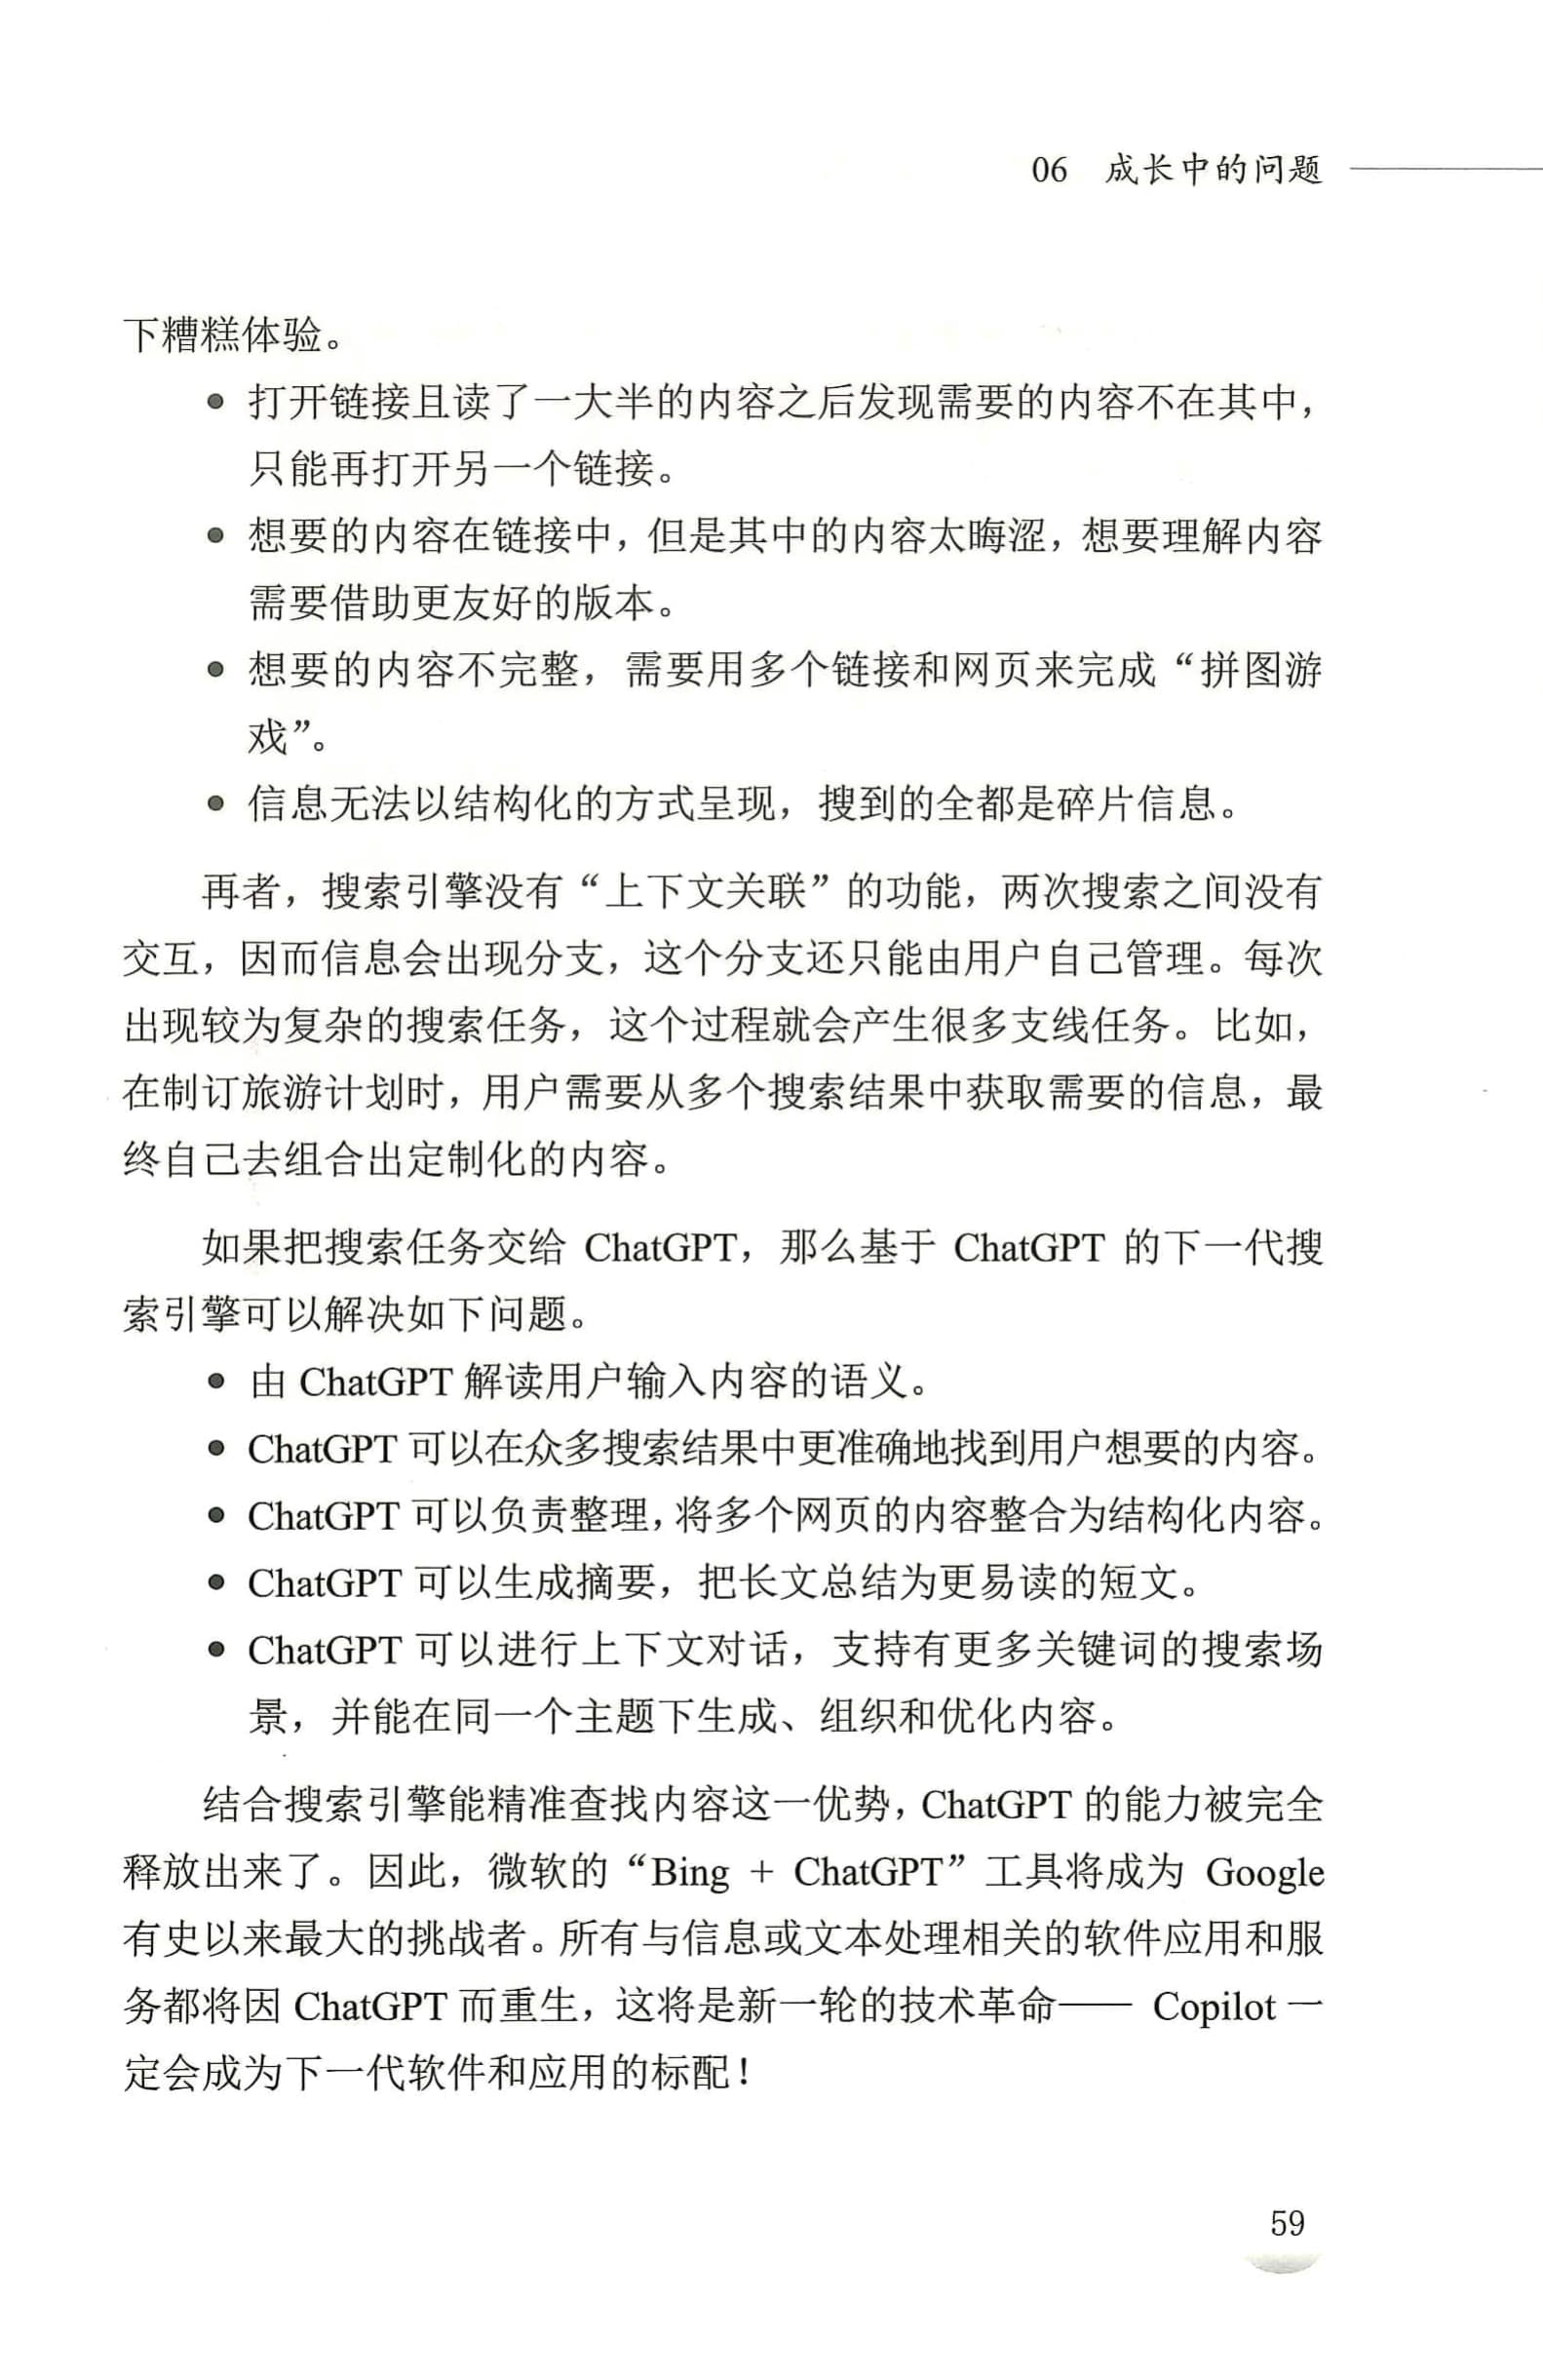 06 成长中的问题
下糟糕体验。
● 打开链接且读了一大半的内容之后发现需要的内容不在其中，
只能再打开另一个链接。
● 想要的内容在链接中，但是其中的内容太晦涩，想要理解内容
需要借助更友好的版本。
● 想要的内容不完整，需要用多个链接和网页来完成“拼图游
戏”。
● 信息无法以结构化的方式呈现，搜到的全都是碎片信息。
再者，搜索引擎没有“上下文关联”的功能，两次搜索之间没有
交互，因而信息会出现分支，这个分支还只能由用户自己管理。每次
出现较为复杂的搜索任务，这个过程就会产生很多支线任务。比如，
在制订旅游计划时，用户需要从多个搜索结果中获取需要的信息，最
终自己去组合出定制化的内容。
如果把搜索任务交给 ChatGPT，那么基于 ChatGPT 的下一代搜
索引擎可以解决如下问题。
● 由 ChatGPT 解读用户输入内容的语义。
● ChatGPT 可以在众多搜索结果中更准确地找到用户想要的内容。
● ChatGPT 可以负责整理，将多个网页的内容整合为结构化内容。
● ChatGPT 可以生成摘要，把长文总结为更易读的短文。
● ChatGPT 可以进行上下文对话，支持有更多关键词的搜索场
景，并能在同一个主题下生成、组织和优化内容。
结合搜索引擎能精准查找内容这一优势，ChatGPT 的能力被完全
释放出来了。因此，微软的“Bing + ChatGPT”工具将成为 Google
有史以来最大的挑战者。所有与信息或文本处理相关的软件应用和服
务都将因 ChatGPT 而重生，这将是新一轮的技术革命—— Copilot 一
定会成为下一代软件和应用的标配！
59